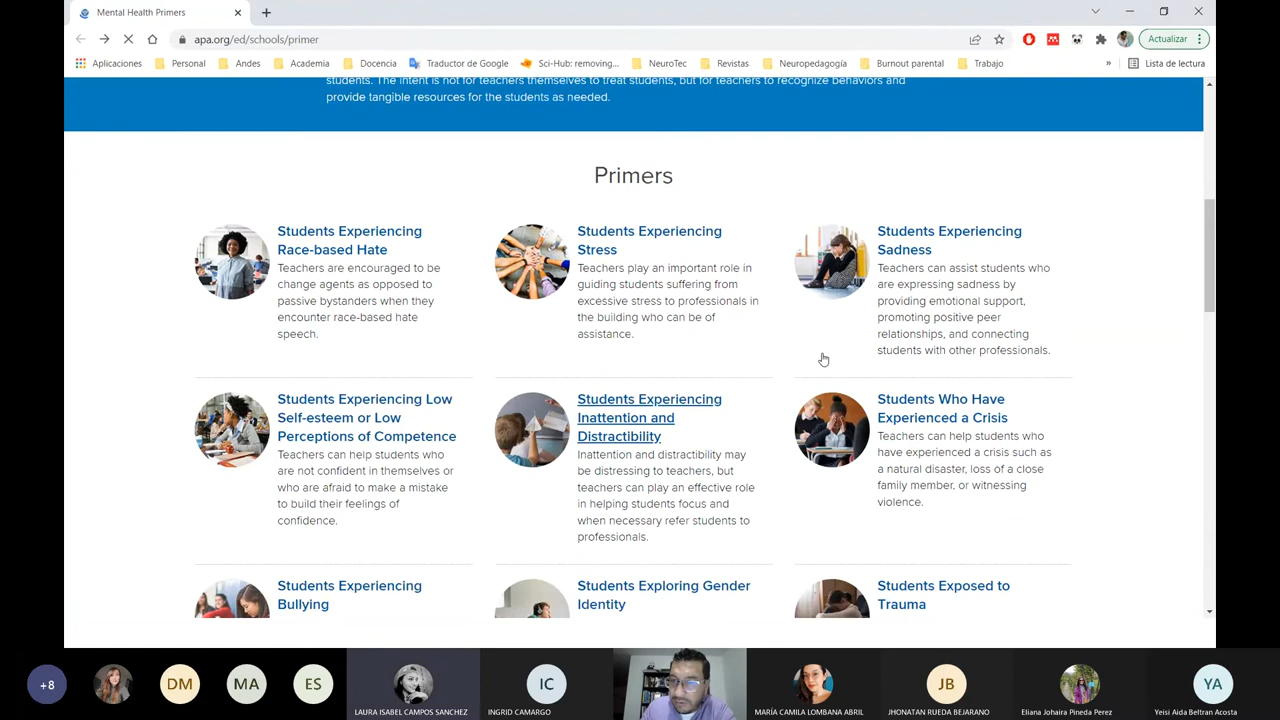 Mental Health Primers
apa.org/ed/schools/primer
Actualizar
Aplicaciones
Personal
Andes
Academia
Docencia
Traductor de Google
Sci-Hub: removing...
NeuroTec
Revistas
Neuropedagogía
Burnout parental
Trabajo
»
Lista de lectura
students. The intent is not for teachers themselves to treat students, but for teachers to recognize behaviors and
provide tangible resources for the students as needed.
Primers
Students Experiencing
Race-based Hate
Teachers are encouraged to be
change agents as opposed to
passive bystanders when they
encounter race-based hate
speech.
Students Experiencing
Stress
Teachers play an important role in
guiding students suffering from
excessive stress to professionals in
the building who can be of
assistance.
Students Experiencing
Sadness
Teachers can assist students who
are expressing sadness by
providing emotional support,
promoting positive peer
relationships, and connecting
students with other professionals.
Students Experiencing Low
Self-esteem or Low
Perceptions of Competence
Teachers can help students who
are not confident in themselves or
who are afraid to make a mistake
to build their feelings of
confidence.
Students Experiencing
Inattention and
Distractibility
Inattention and distractibility may
be distressing to teachers, but
teachers can play an effective role
in helping students focus and
when necessary refer students to
professionals.
Students Who Have
Experienced a Crisis
Teachers can help students who
have experienced a crisis such as
a natural disaster, loss of a close
family member, or witnessing
violence.
Students Experiencing
Bullying
Students Exploring Gender
Identity
Students Exposed to
Trauma
+8
DM
MA
ES
LAURA ISABEL CAMPOS SANCHEZ
IC
INGRID CAMARGO
MARÍA CAMILA LOMBANA ABRIL
JB
JHONATAN RUEDA BEJARANO
Eliana Johaira Pineda Perez
YA
Yeisi Aida Beltran Acosta